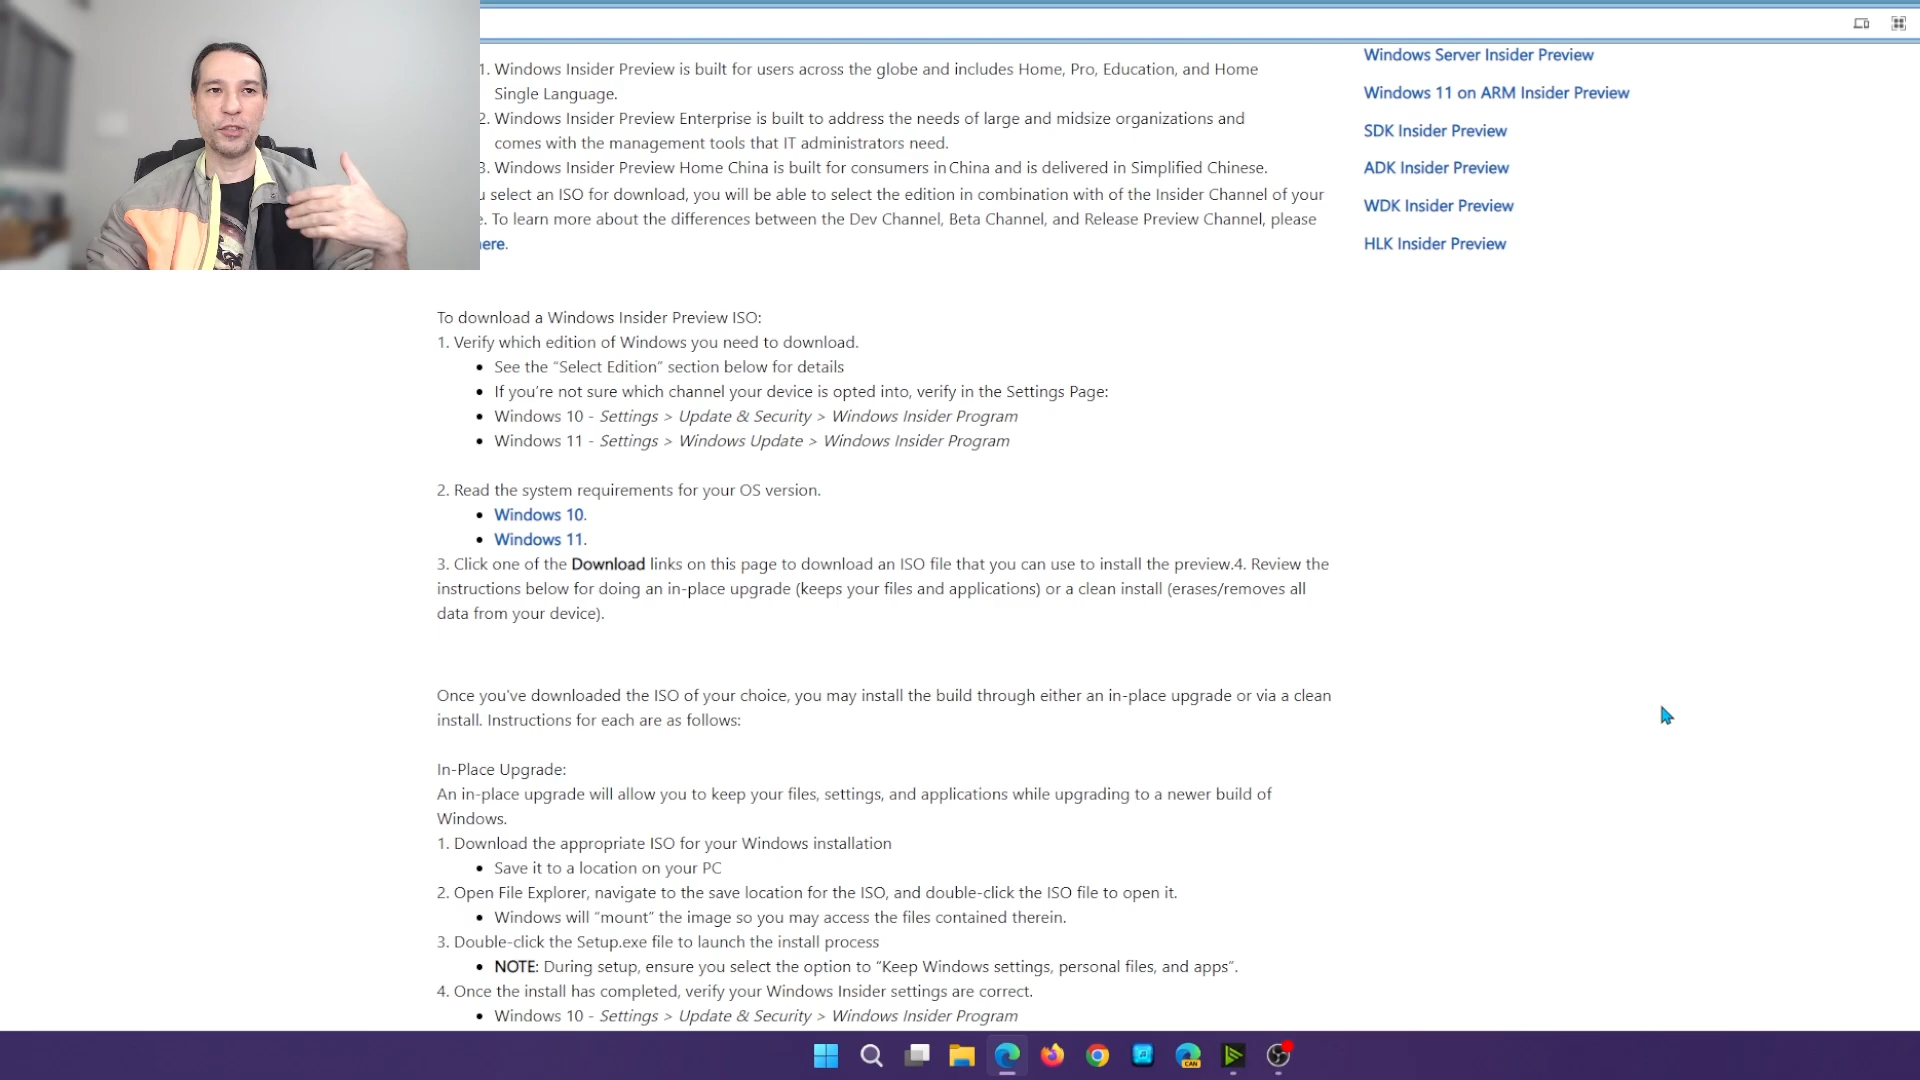 1. Windows Insider Preview is built for users across the globe and includes Home, Pro, Education, and Home
Single Language.
2. Windows Insider Preview Enterprise is built to address the needs of large and midsize organizations and
comes with the management tools that IT administrators need.
3. Windows Insider Preview Home China is built for consumers in China and is delivered in Simplified Chinese.
select an ISO for download, you will be able to select the edition in combination with of the Insider Channel of your
. To learn more about the differences between the Dev Channel, Beta Channel, and Release Preview Channel, please
here.
Windows Server Insider Preview
Windows 11 on ARM Insider Preview
SDK Insider Preview
ADK Insider Preview
WDK Insider Preview
HLK Insider Preview
To download a Windows Insider Preview ISO:
1. Verify which edition of Windows you need to download.
• See the “Select Edition” section below for details
• If you’re not sure which channel your device is opted into, verify in the Settings Page:
• Windows 10 - Settings > Update & Security > Windows Insider Program
• Windows 11 - Settings > Windows Update > Windows Insider Program
2. Read the system requirements for your OS version.
• Windows 10.
• Windows 11.
3. Click one of the Download links on this page to download an ISO file that you can use to install the preview.4. Review the
instructions below for doing an in-place upgrade (keeps your files and applications) or a clean install (erases/removes all
data from your device).
Once you’ve downloaded the ISO of your choice, you may install the build through either an in-place upgrade or via a clean
install. Instructions for each are as follows:
In-Place Upgrade:
An in-place upgrade will allow you to keep your files, settings, and applications while upgrading to a newer build of
Windows.
1. Download the appropriate ISO for your Windows installation
• Save it to a location on your PC
2. Open File Explorer, navigate to the save location for the ISO, and double-click the ISO file to open it.
• Windows will “mount” the image so you may access the files contained therein.
3. Double-click the Setup.exe file to launch the install process
• NOTE: During setup, ensure you select the option to “Keep Windows settings, personal files, and apps”.
4. Once the install has completed, verify your Windows Insider settings are correct.
• Windows 10 - Settings > Update & Security > Windows Insider Program
CAN